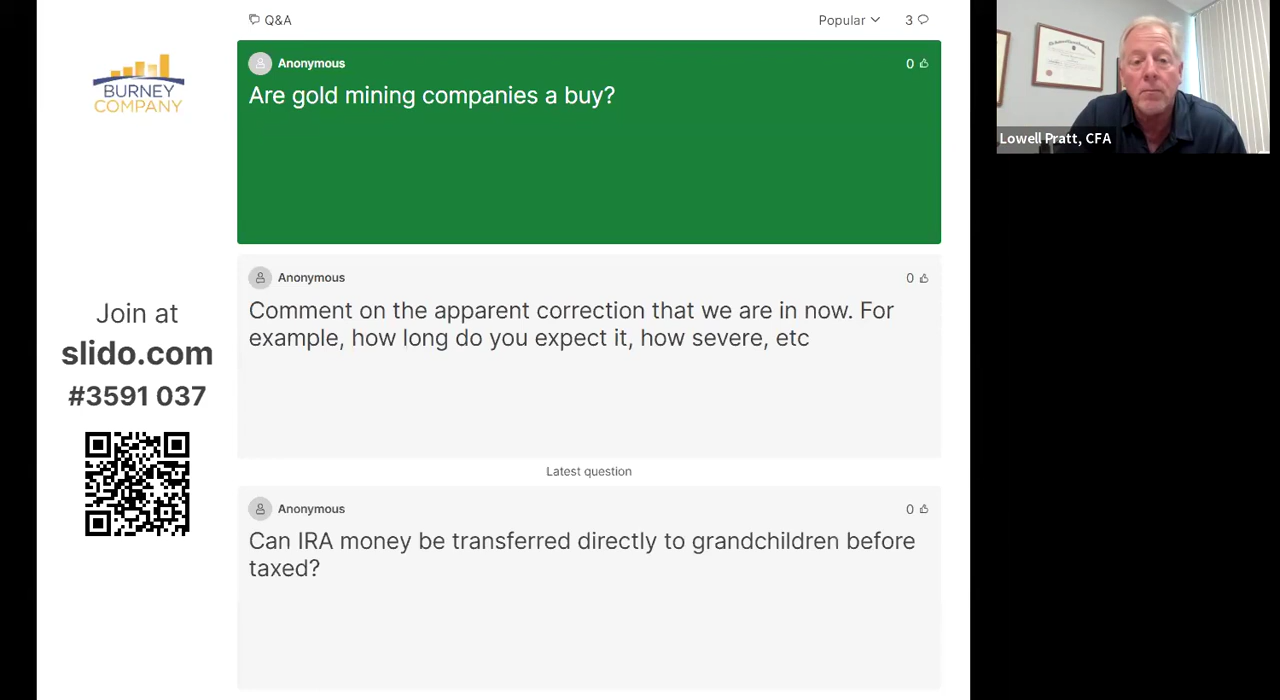 Q&A
Popular
3
BURNEY
COMPANY
Anonymous
0
Are gold mining companies a buy?
Lowell Pratt, CFA
Anonymous
0
Comment on the apparent correction that we are in now. For
example, how long do you expect it, how severe, etc
Join at
slido.com
#3591 037
Latest question
Anonymous
0
Can IRA money be transferred directly to grandchildren before
taxed?